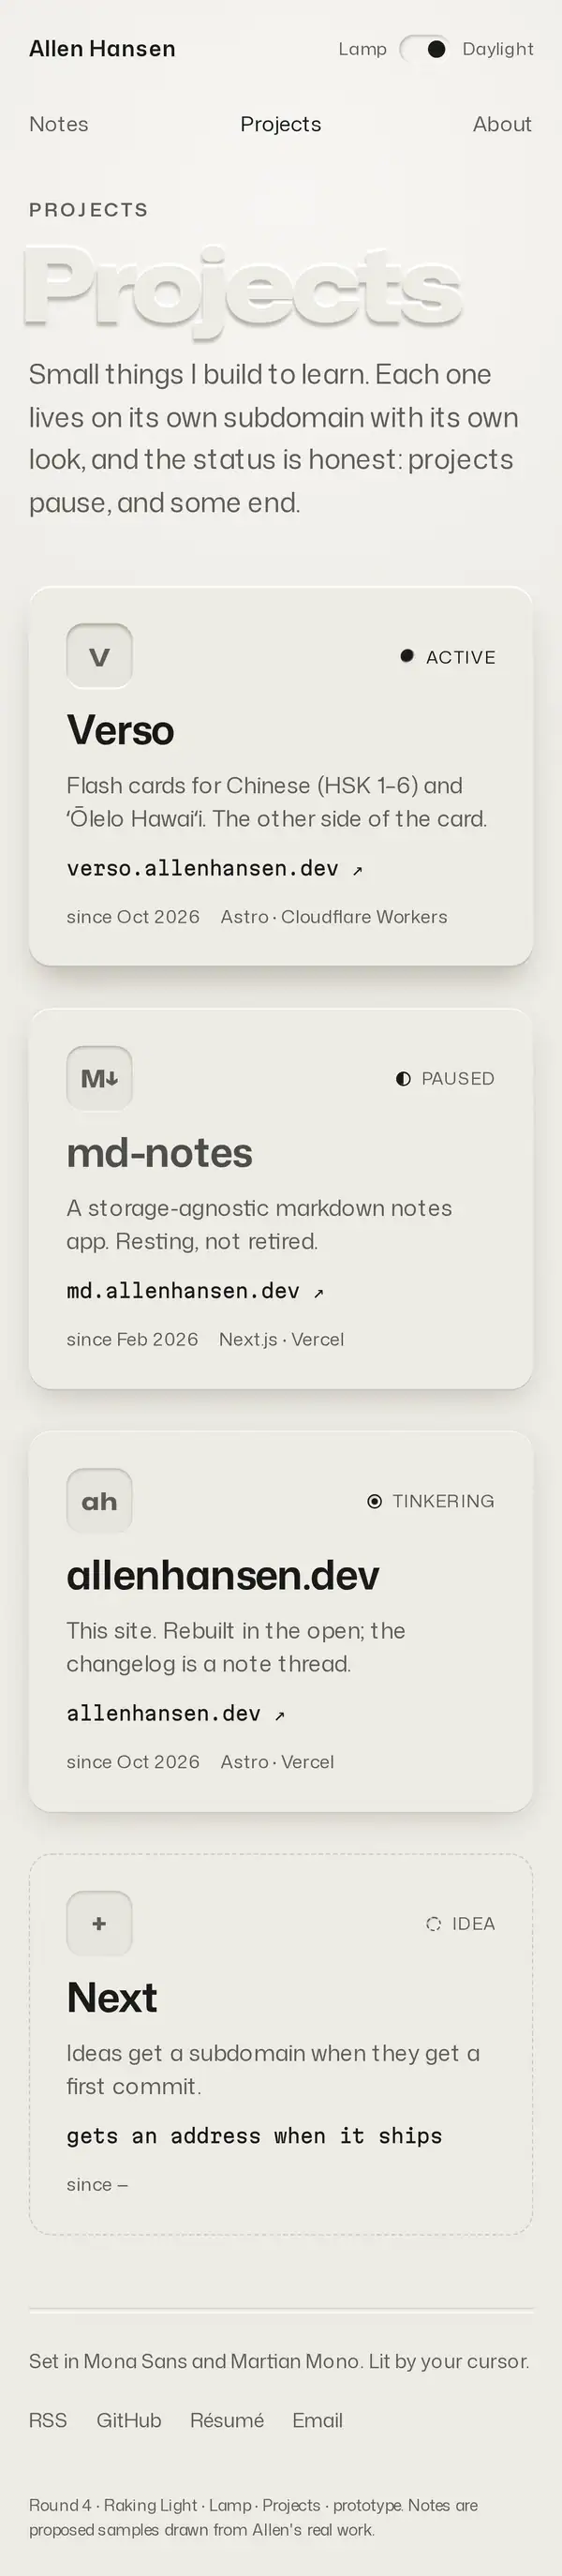 Allen Hansen
Lamp Daylight
Notes Projects About
PROJECTS
Projects
Small things I build to learn. Each one
lives on its own subdomain with its own
look, and the status is honest: projects
pause, and some end.
V
ACTIVE
Verso
Flash cards for Chinese (HSK 1–6) and
ʻŌlelo Hawaiʻi. The other side of the card.
verso.allenhansen.dev ↗
since Oct 2026 Astro · Cloudflare Workers
M↓
PAUSED
md-notes
A storage-agnostic markdown notes
app. Resting, not retired.
md.allenhansen.dev ↗
since Feb 2026 Next.js · Vercel
ah
TINKERING
allenhansen.dev
This site. Rebuilt in the open; the
changelog is a note thread.
allenhansen.dev ↗
since Oct 2026 Astro · Vercel
+
IDEA
Next
Ideas get a subdomain when they get a
first commit.
gets an address when it ships
since —
Set in Mona Sans and Martian Mono. Lit by your cursor.
RSS GitHub Résumé Email
Round 4 · Raking Light · Lamp · Projects · prototype. Notes are
proposed samples drawn from Allen's real work.